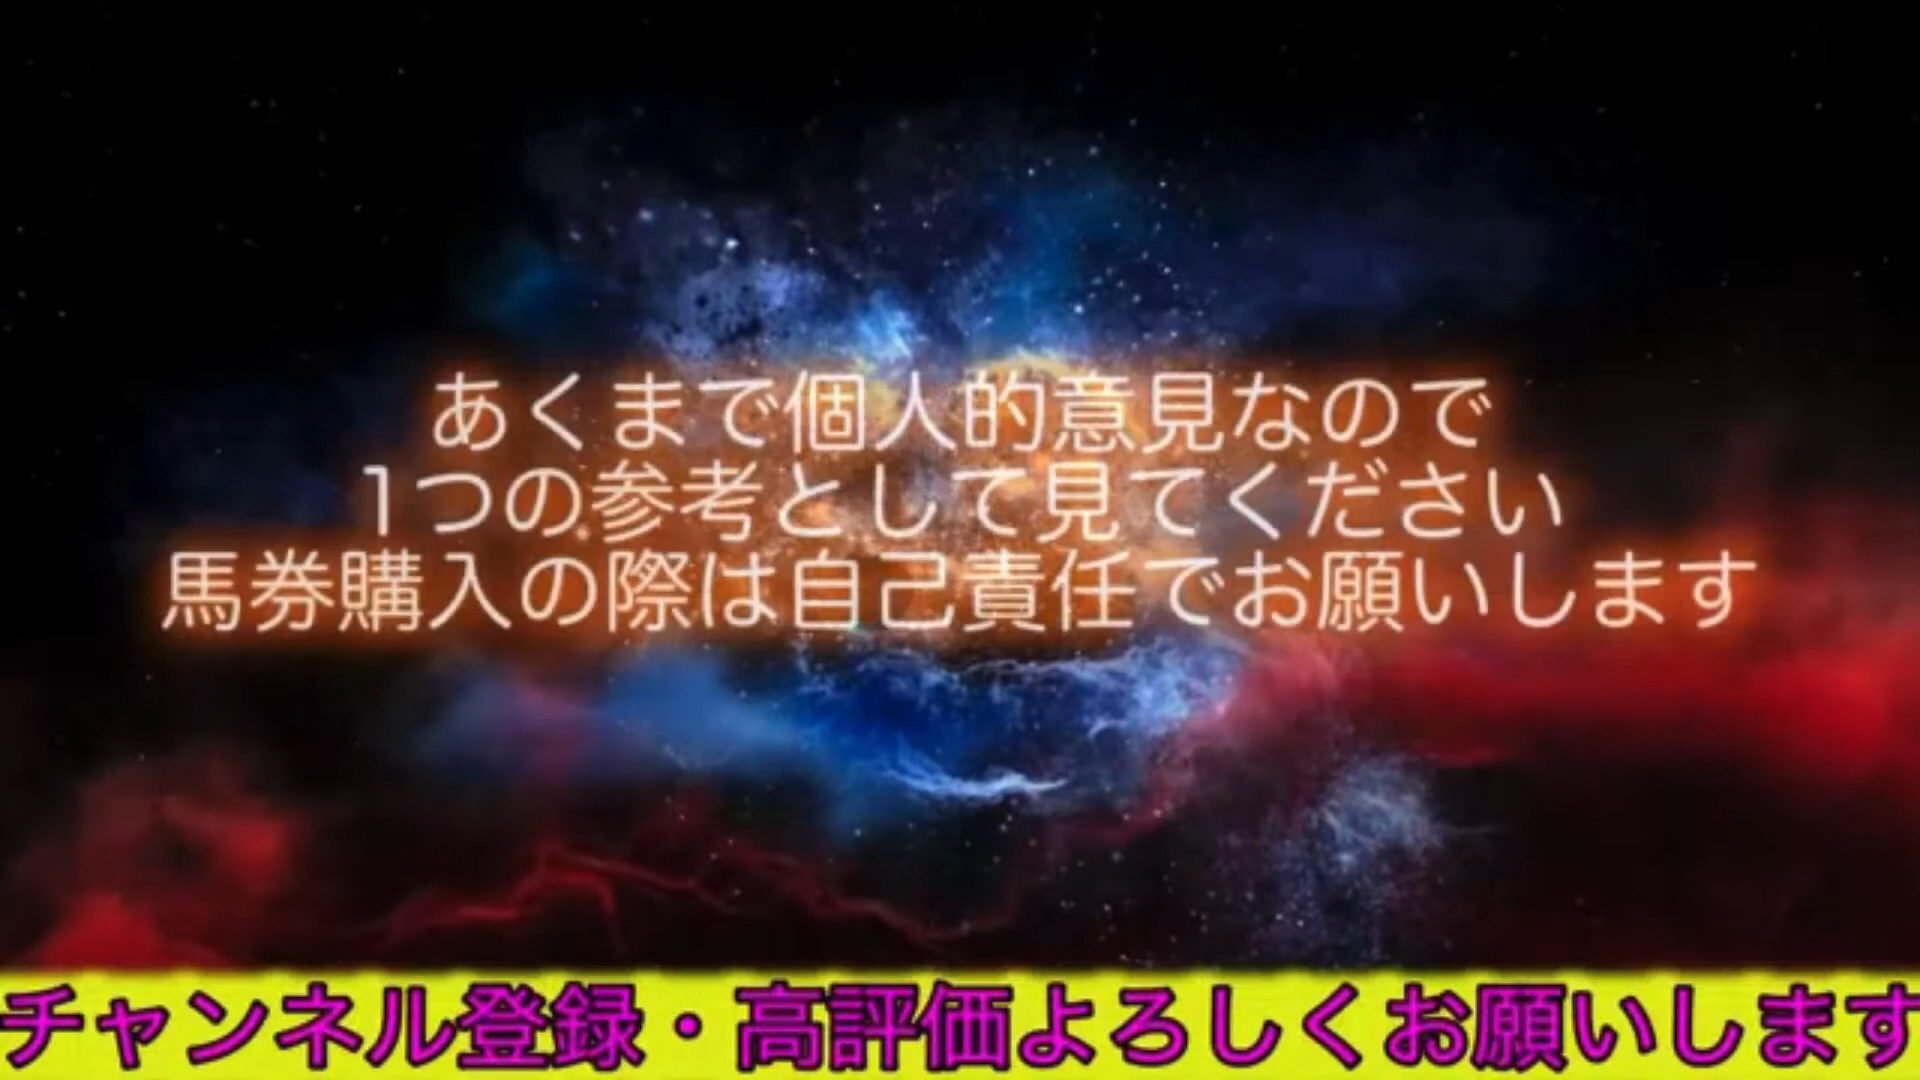 あくまで個人的意見なので
1つの参考として見てください
馬券購入の際は自己責任でお願いします
チャンネル登録・高評価よろしくお願いします